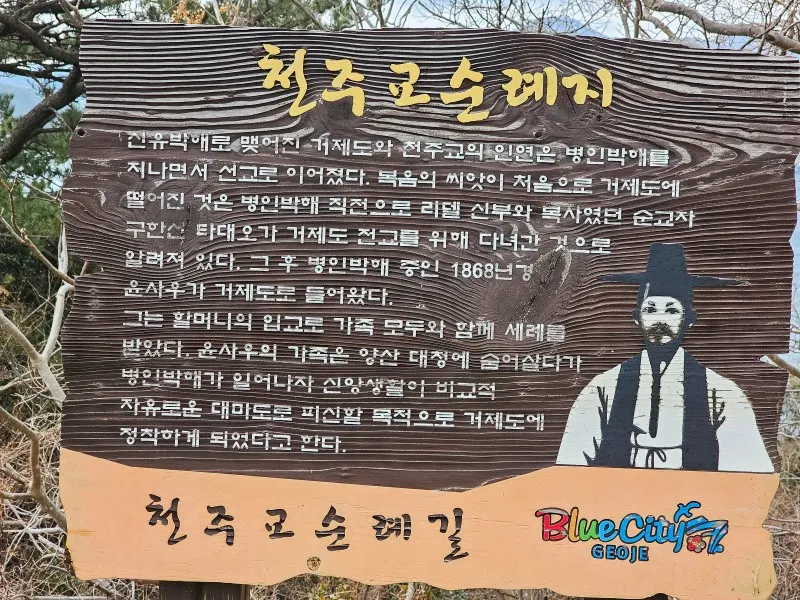 천주교순례지
신유박해로 맺어진 거제도와 천주교의 인연은 병인박해를
지나면서 선교로 이어졌다. 복음의 씨앗이 처음으로 거제도에
떨어진 것은 병인박해 직전으로 리델 신부와 복사였던 순교자
구한선 타대오가 거제도 전교를 위해 다녀간 것으로
알려져 있다. 그 후 병인박해 중인 1868년경
윤사우가 거제도로 들어왔다.
그는 할머니의 입교로 가족 모두와 함께 세례를
받았다. 윤사우의 가족은 양산 대청에 숨어살다가
병인박해가 일어나자 신앙생활이 비교적
자유로운 대마도로 피신할 목적으로 거제도에
정착하게 되었다고 한다.
천주교순례길
Blue City
GEOJE